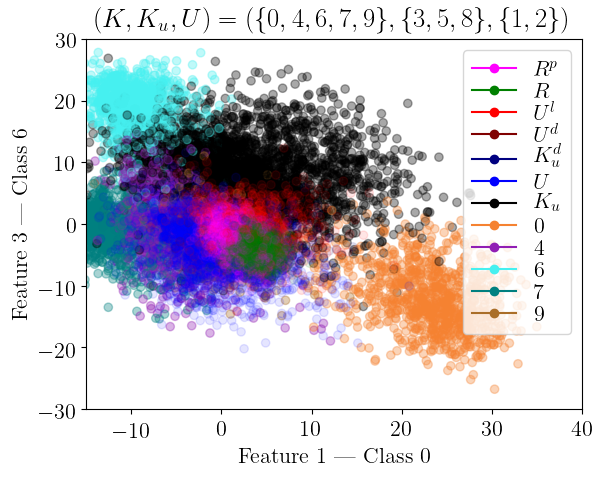 (K, K_u, U) = ({0, 4, 6, 7, 9}, {3, 5, 8}, {1, 2})
30
20
10
0
−10
−20
−30
Feature 3 — Class 6
−10
0
10
20
30
40
Feature 1 — Class 0
R^p
R
U^l
U^d
K_u^d
U
K_u
0
4
6
7
9